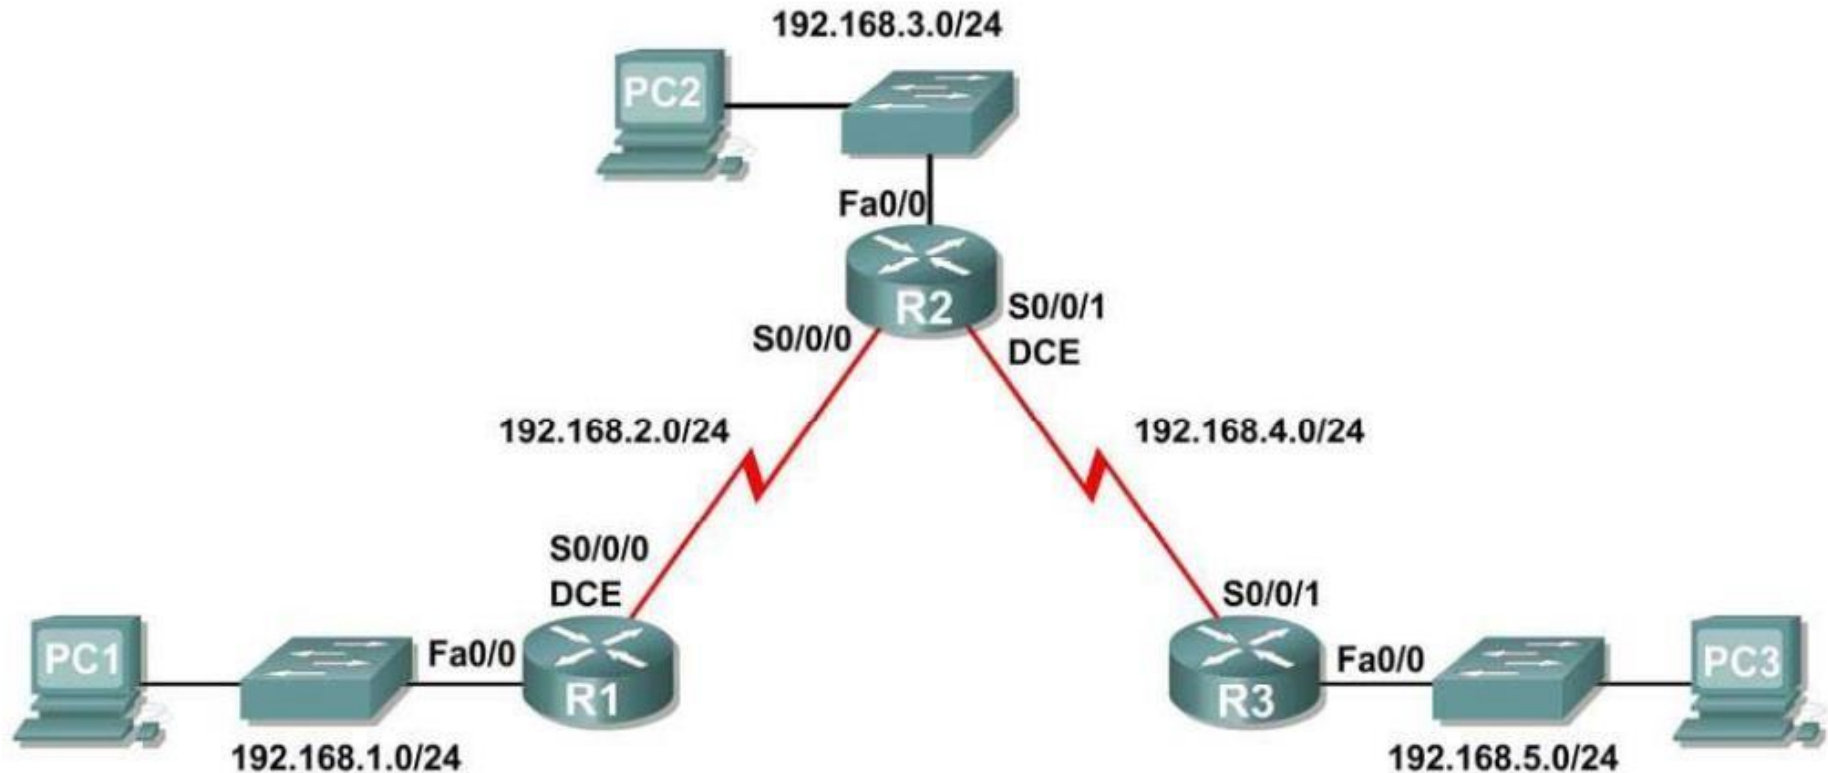 192.168.3.0/24
PC2
Fa0/0
R2
S0/0/1
DCE
S0/0/0
192.168.2.0/24
192.168.4.0/24
S0/0/0
DCE
S0/0/1
PC1
Fa0/0
R1
192.168.1.0/24
R3
Fa0/0
PC3
192.168.5.0/24